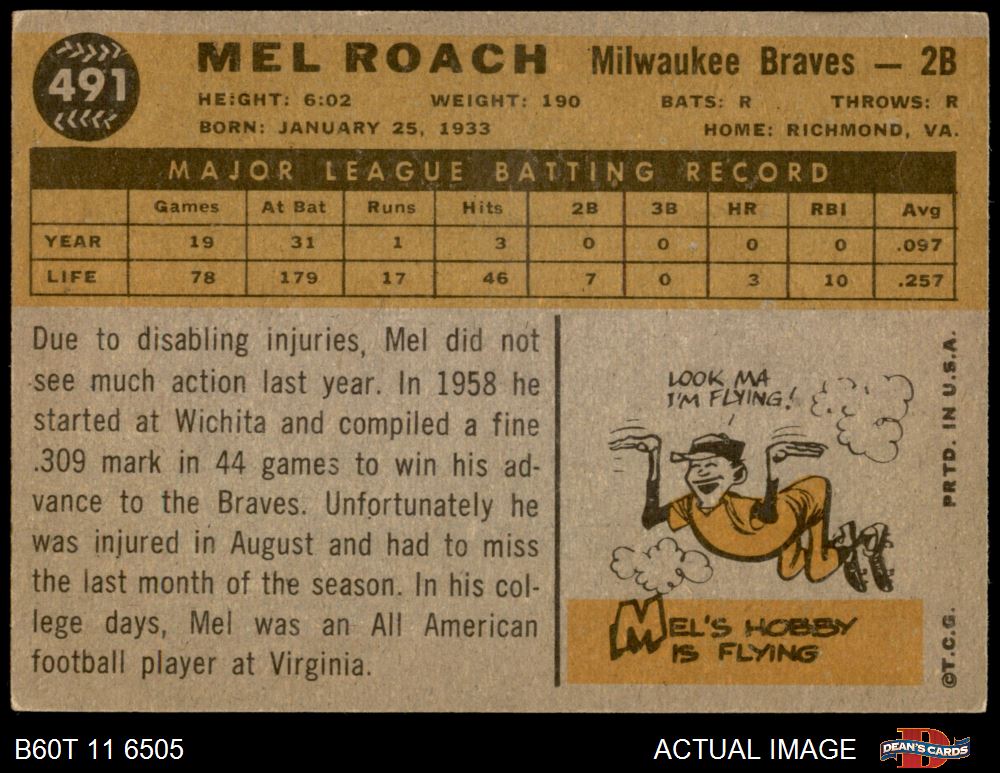 491
MEL ROACH Milwaukee Braves — 2B
HEIGHT: 6:02 WEIGHT: 190 BATS: R THROWS: R
BORN: JANUARY 25, 1933 HOME: RICHMOND, VA.
MAJOR LEAGUE BATTING RECORD
Games At Bat Runs Hits 2B 3B HR RBI Avg
YEAR 19 31 1 3 0 0 0 0 .097
LIFE 78 179 17 46 7 0 3 10 .257
Due to disabling injuries, Mel did not
see much action last year. In 1958 he
started at Wichita and compiled a fine
.309 mark in 44 games to win his ad-
vance to the Braves. Unfortunately he
was injured in August and had to miss
the last month of the season. In his col-
lege days, Mel was an All American
football player at Virginia.
LOOK MA
I'M FLYING!
MEL'S HOBBY
IS FLYING
©T.C.G. PRTD. IN U.S.A.
B60T 11 6505
ACTUAL IMAGE
DEAN'S CARDS